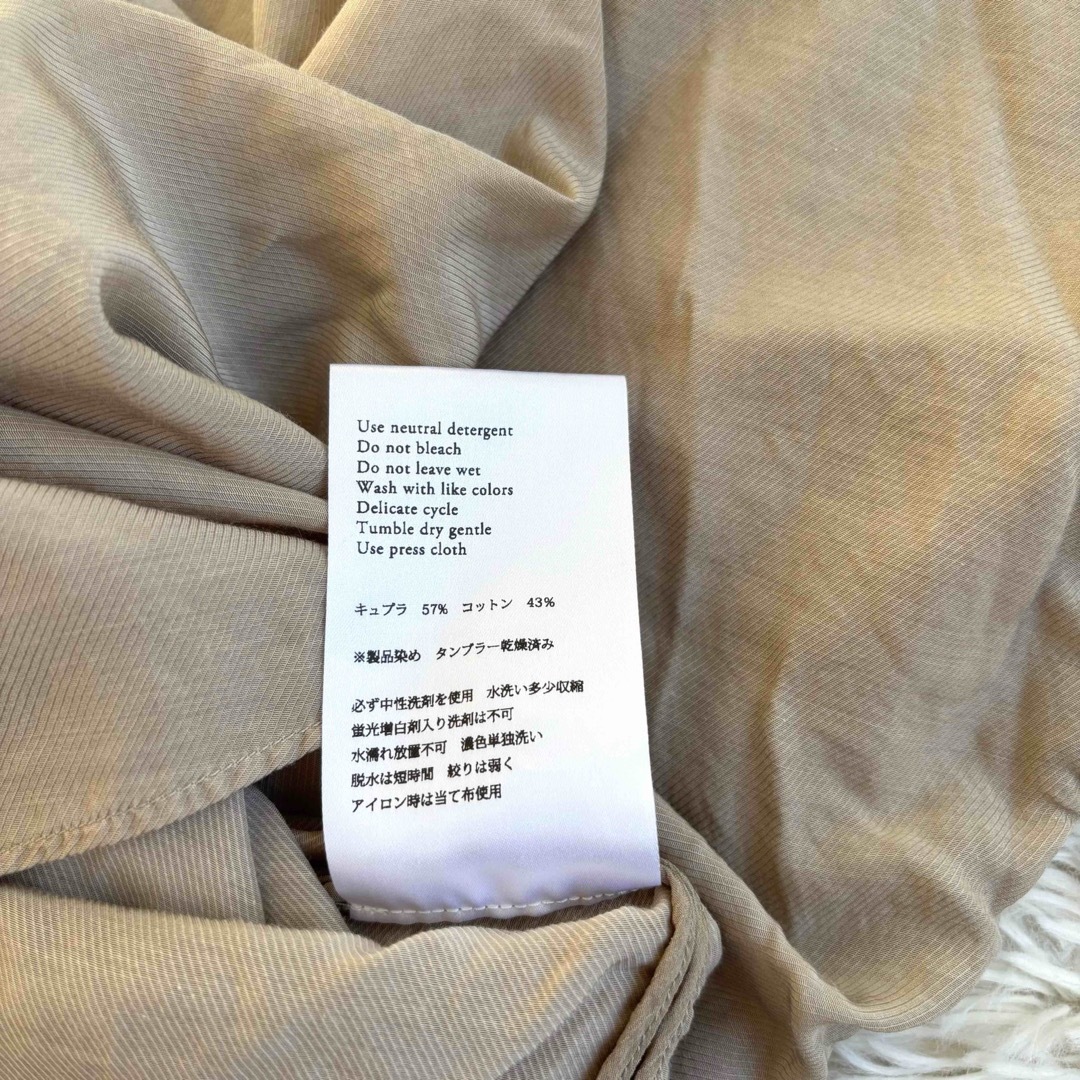 Use neutral detergent
Do not bleach
Do not leave wet
Wash with like colors
Delicate cycle
Tumble dry gentle
Use press cloth
キュプラ　57%　コットン　43%
※製品染め　タンブラー乾燥済み
必ず中性洗剤を使用　水洗い多少収縮
蛍光増白剤入り洗剤は不可
水濡れ放置不可　濃色単独洗い
脱水は短時間　絞りは弱く
アイロン時は当て布使用